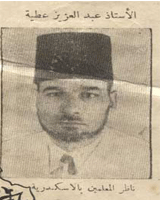 الأستاذ عبد العزيز عطية
ناظر المعلمين بالاسكندرية